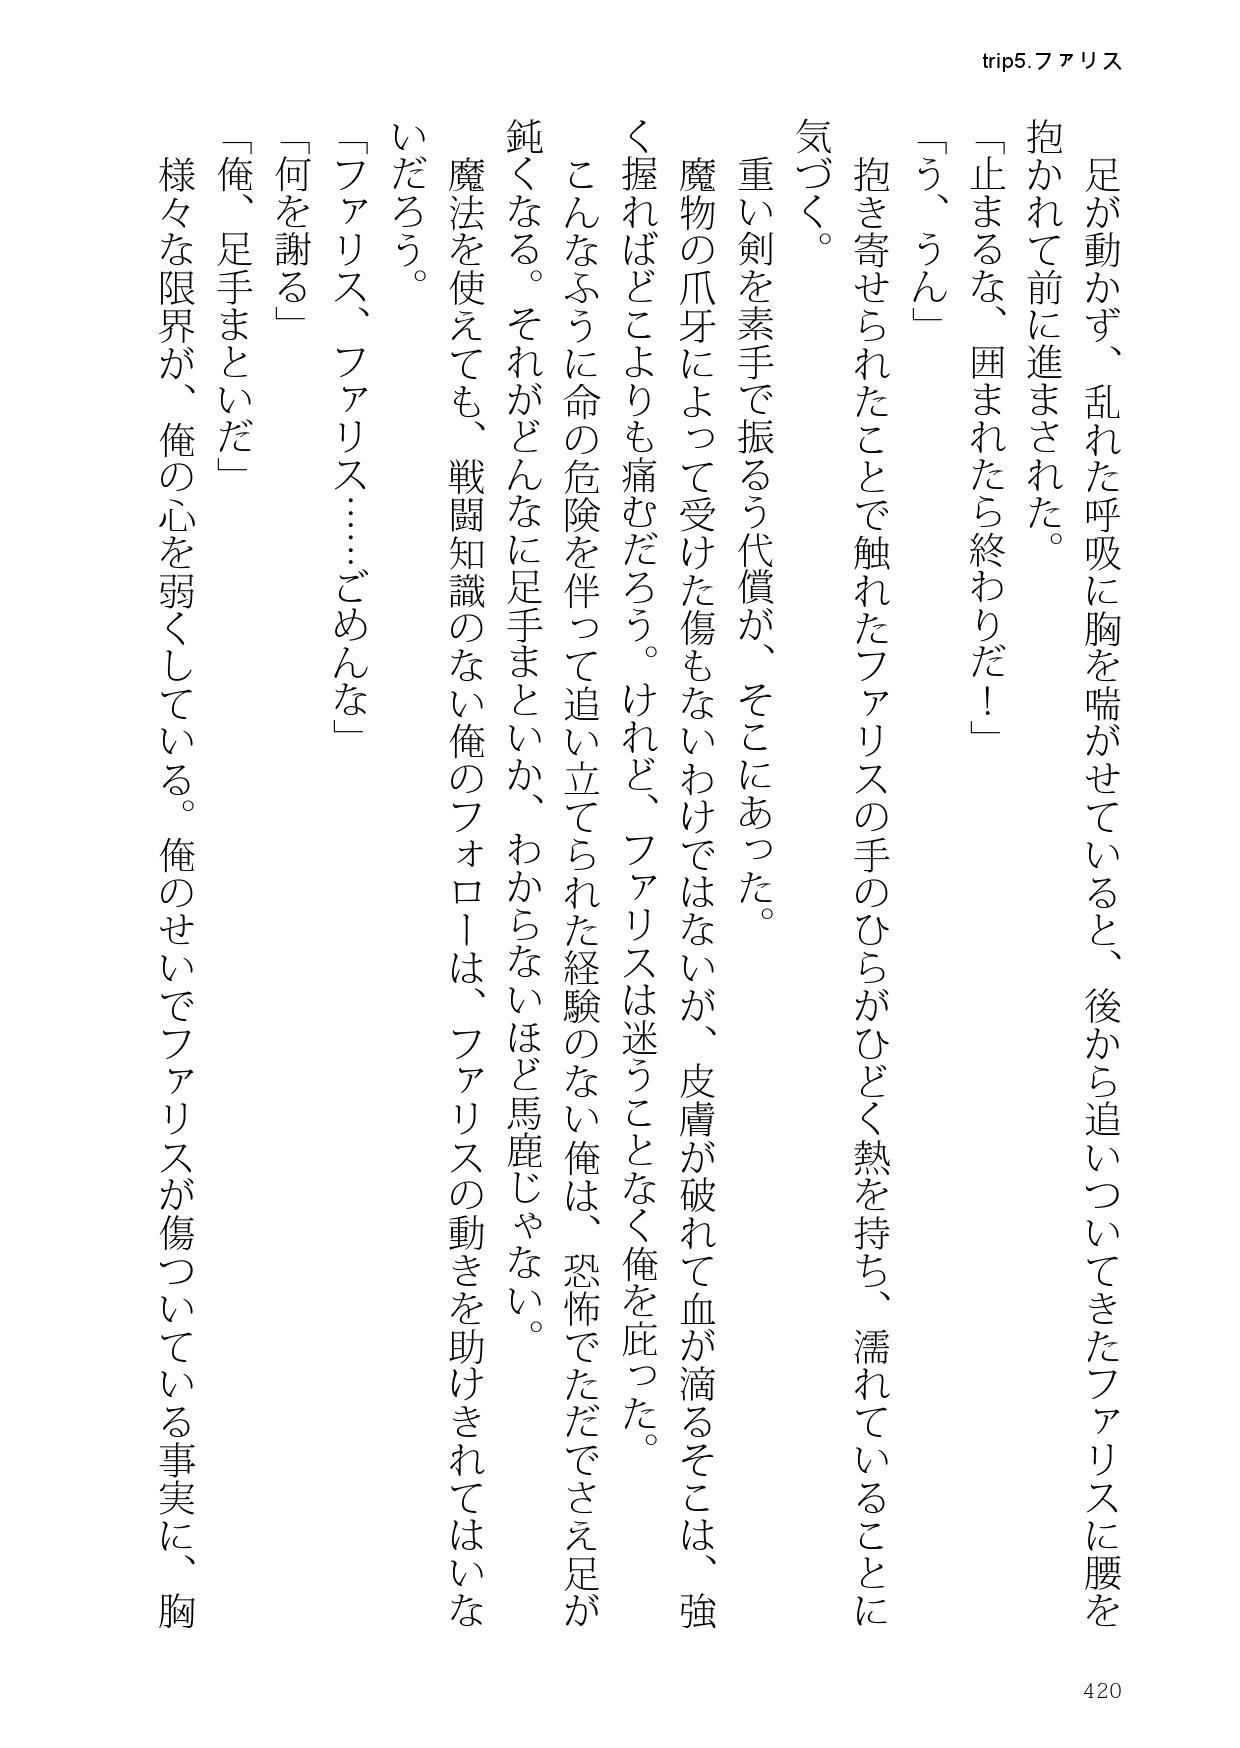 trip5.ファリス
　足が動かず、乱れた呼吸に胸を喘がせていると、後から追いついてきたファリスに腰を
抱かれて前に進まされた。
「止まるな、囲まれたら終わりだ！」
「う、うん」
　抱き寄せられたことで触れたファリスの手のひらがひどく熱を持ち、濡れていることに
気づく。
　重い剣を素手で振るう代償が、そこにあった。
　魔物の爪牙によって受けた傷もないわけではないが、皮膚が破れて血が滴るそこは、強
く握ればどこよりも痛むだろう。けれど、ファリスは迷うことなく俺を庇った。
　こんなふうに命の危険を伴って追い立てられた経験のない俺は、恐怖でただでさえ足が
鈍くなる。それがどんなに足手まといか、わからないほど馬鹿じゃない。
　魔法を使えても、戦闘知識のない俺のフォローは、ファリスの動きを助けきれてはいな
いだろう。
「ファリス、ファリス……ごめんな」
「何を謝る」
「俺、足手まといだ」
　様々な限界が、俺の心を弱くしている。俺のせいでファリスが傷ついている事実に、胸
420